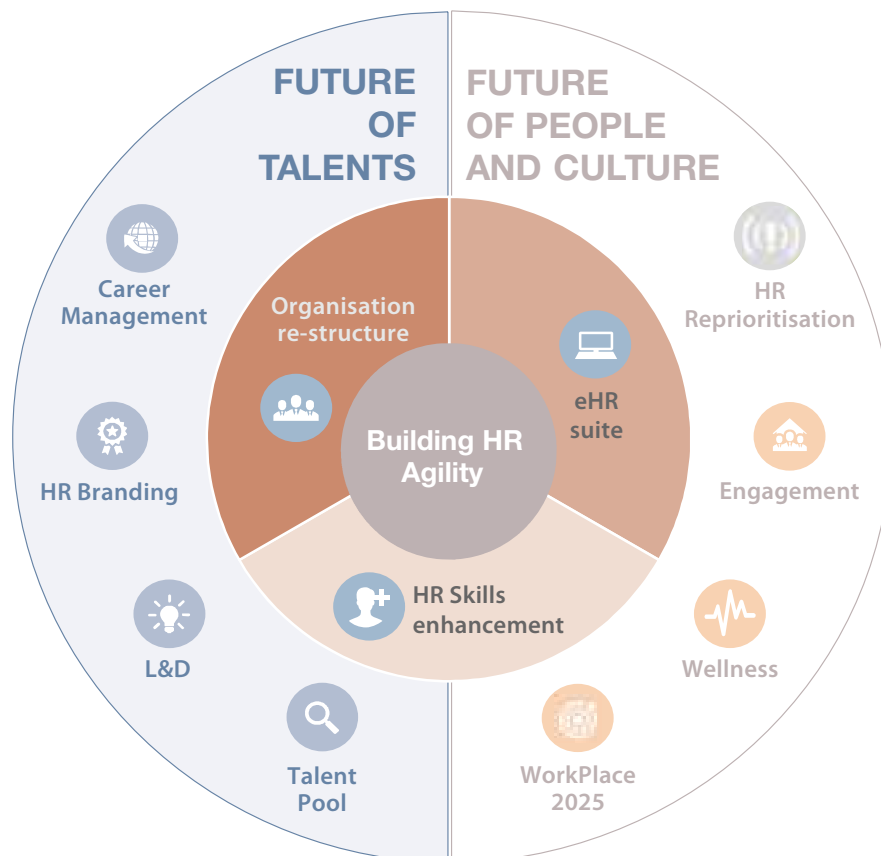 FUTURE
OF
TALENTS
FUTURE
OF PEOPLE
AND CULTURE
Career
Management
HR Branding
L&D
Talent
Pool
Organisation
re-structure
eHR
suite
Building HR
Agility
HR Skills
enhancement
HR
Reprioritisation
Engagement
Wellness
WorkPlace
2025